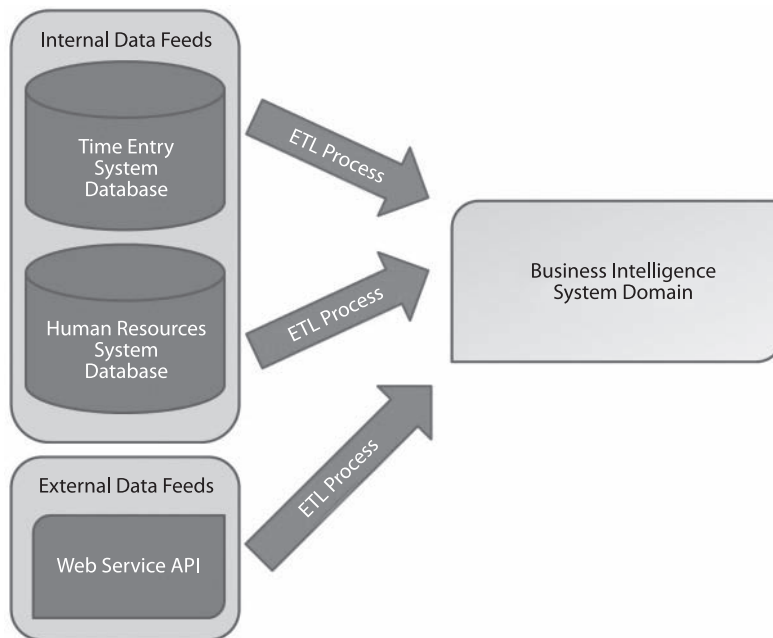 Internal Data Feeds
Time Entry
System
Database
ETL Process
Human Resources
System
Database
ETL Process
Business Intelligence
System Domain
External Data Feeds
Web Service API
ETL Process